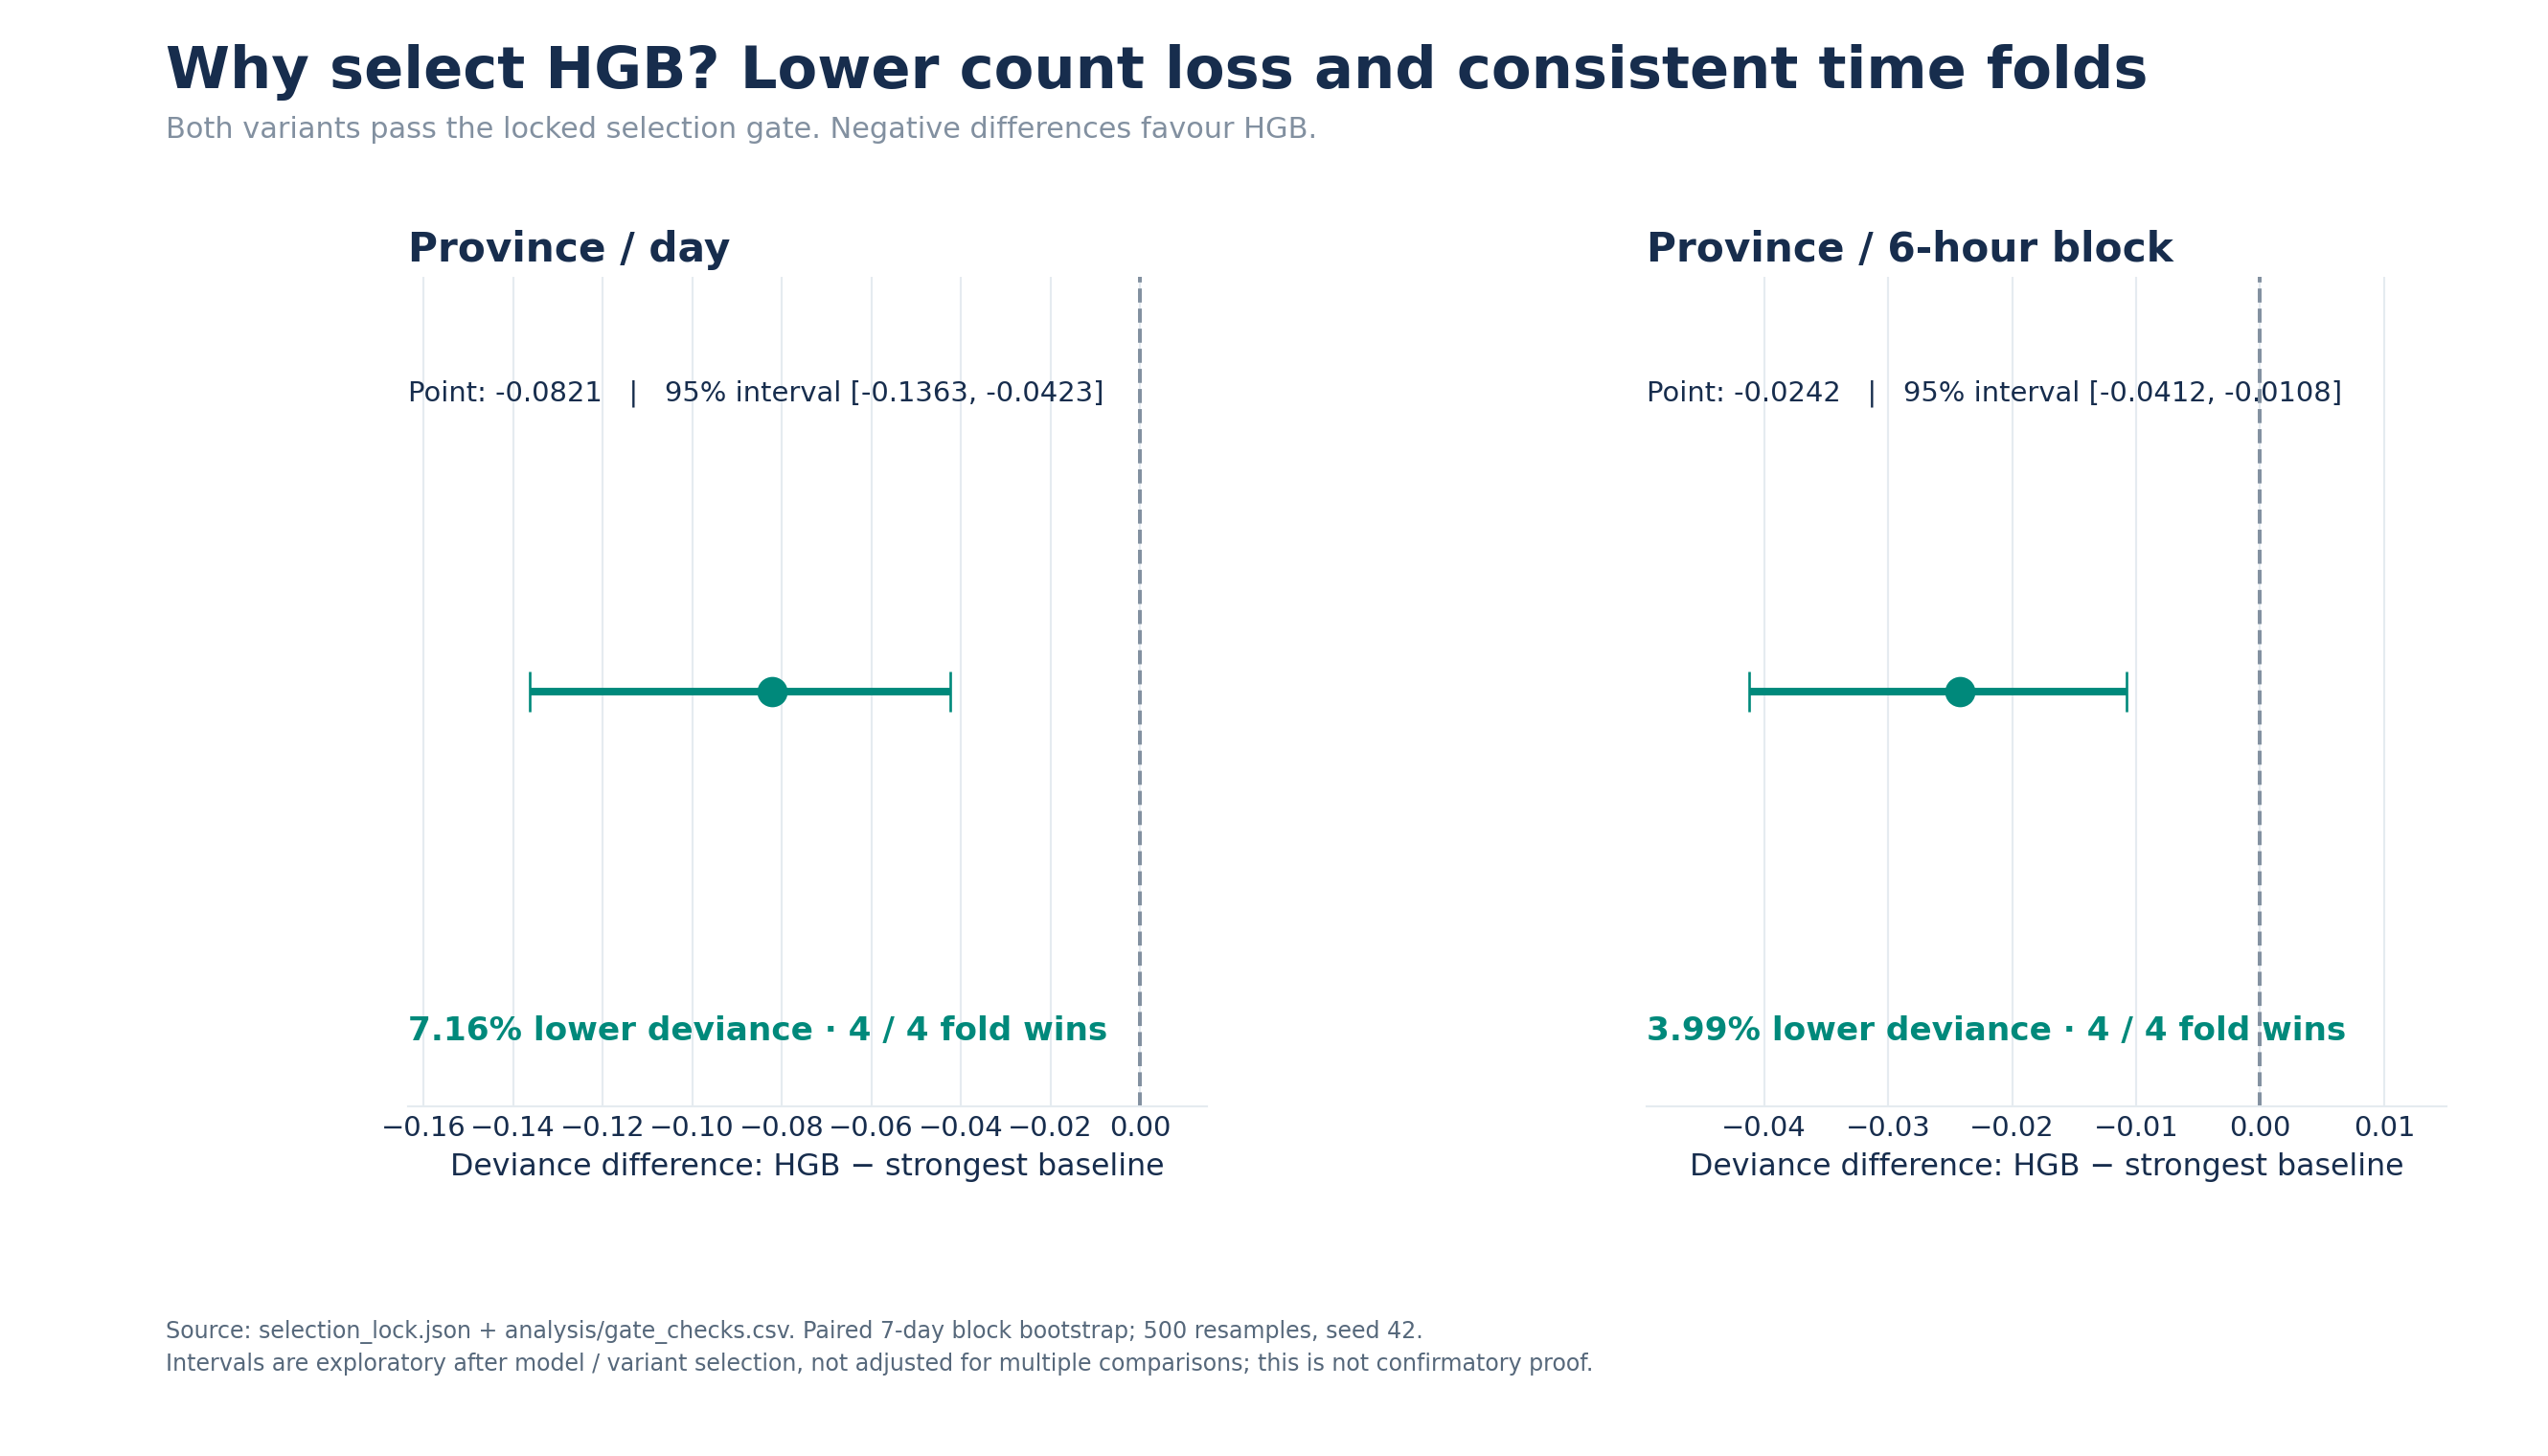 Why select HGB? Lower count loss and consistent time folds
Both variants pass the locked selection gate. Negative differences favour HGB.
Province / day
Point: -0.0821   |   95% interval [-0.1363, -0.0423]
7.16% lower deviance · 4 / 4 fold wins
−0.16 −0.14 −0.12 −0.10 −0.08 −0.06 −0.04 −0.02 0.00
Deviance difference: HGB − strongest baseline
Province / 6-hour block
Point: -0.0242   |   95% interval [-0.0412, -0.0108]
3.99% lower deviance · 4 / 4 fold wins
−0.04 −0.03 −0.02 −0.01 0.00 0.01
Deviance difference: HGB − strongest baseline
Source: selection_lock.json + analysis/gate_checks.csv. Paired 7-day block bootstrap; 500 resamples, seed 42.
Intervals are exploratory after model / variant selection, not adjusted for multiple comparisons; this is not confirmatory proof.